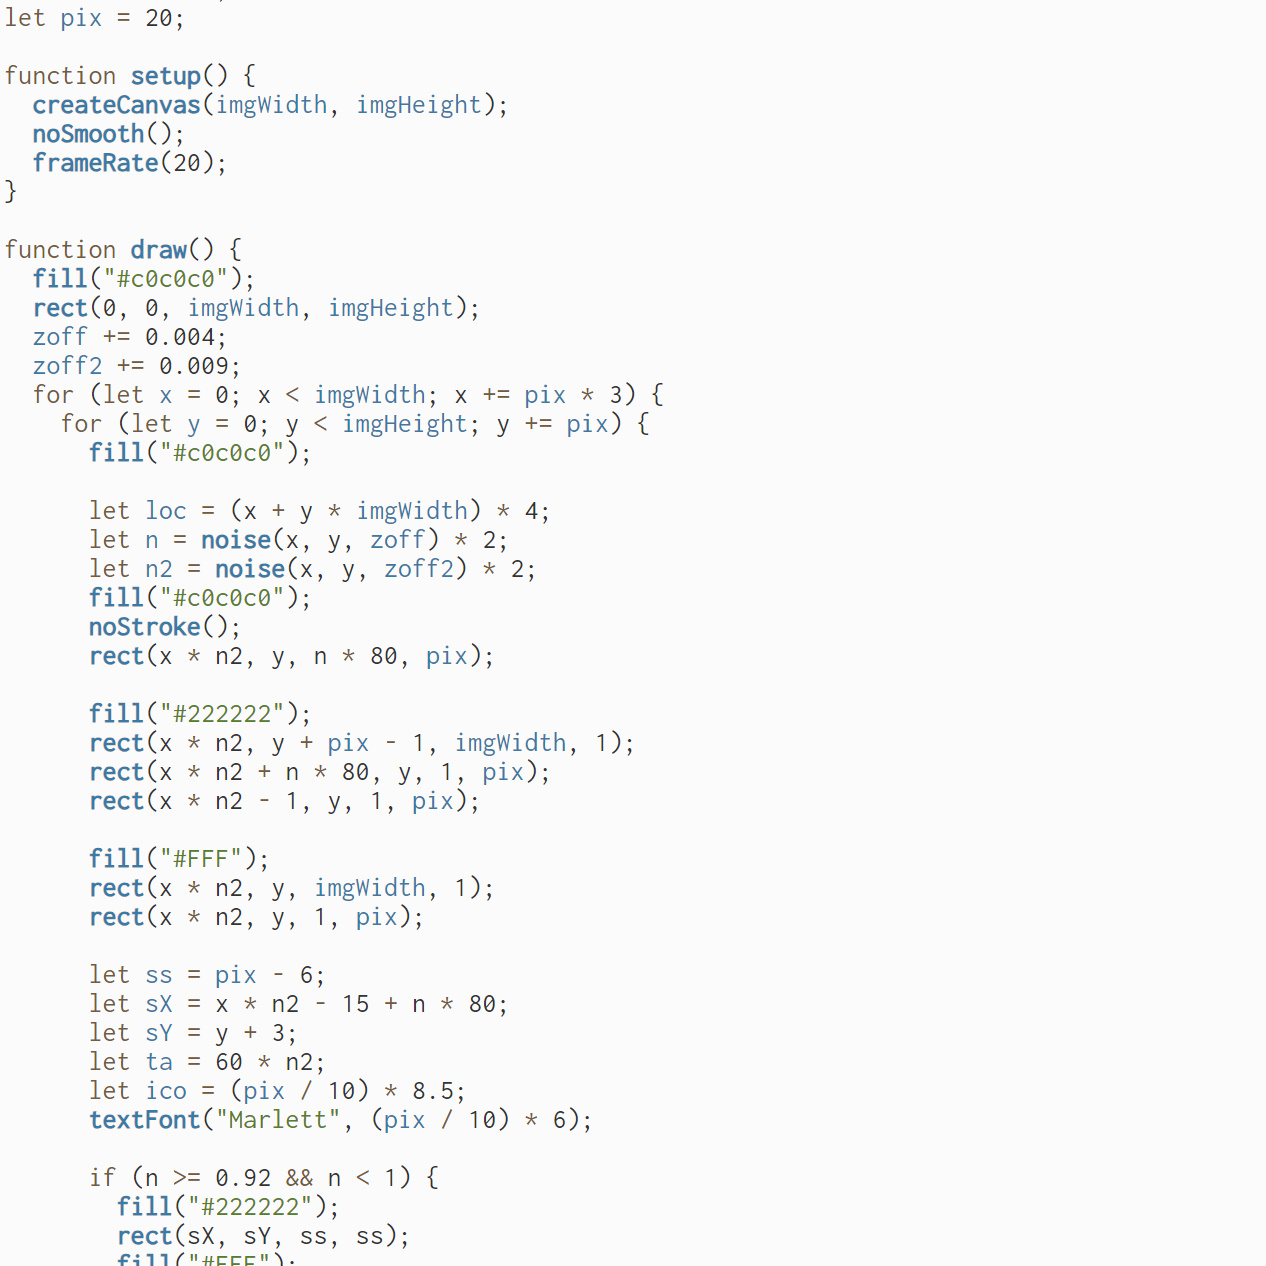 let pix = 20;
function setup() {
createCanvas(imgWidth, imgHeight);
noSmooth();
frameRate(20);
}
function draw() {
fill("#c0c0c0");
rect(0, 0, imgWidth, imgHeight);
zoff += 0.004;
zoff2 += 0.009;
for (let x = 0; x < imgWidth; x += pix * 3) {
for (let y = 0; y < imgHeight; y += pix) {
fill("#c0c0c0");
let loc = (x + y * imgWidth) * 4;
let n = noise(x, y, zoff) * 2;
let n2 = noise(x, y, zoff2) * 2;
fill("#c0c0c0");
noStroke();
rect(x * n2, y, n * 80, pix);
fill("#222222");
rect(x * n2, y + pix - 1, imgWidth, 1);
rect(x * n2 + n * 80, y, 1, pix);
rect(x * n2 - 1, y, 1, pix);
fill("#FFF");
rect(x * n2, y, imgWidth, 1);
rect(x * n2, y, 1, pix);
let ss = pix - 6;
let sX = x * n2 - 15 + n * 80;
let sY = y + 3;
let ta = 60 * n2;
let ico = (pix / 10) * 8.5;
textFont("Marlett", (pix / 10) * 6);
if (n >= 0.92 && n < 1) {
fill("#222222");
rect(sX, sY, ss, ss);
fill("#FFF");